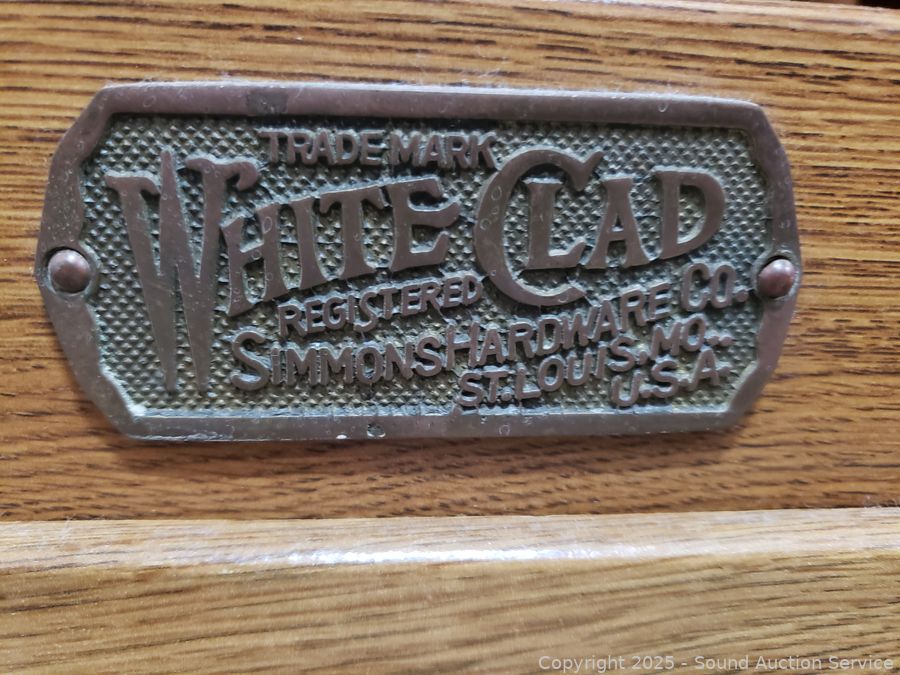 TRADE MARK
WHITE CLAD
REGISTERED
SIMMONS HARDWARE CO.
ST. LOUIS, MO.,
U.S.A.
Copyright 2025 - Sound Auction Service